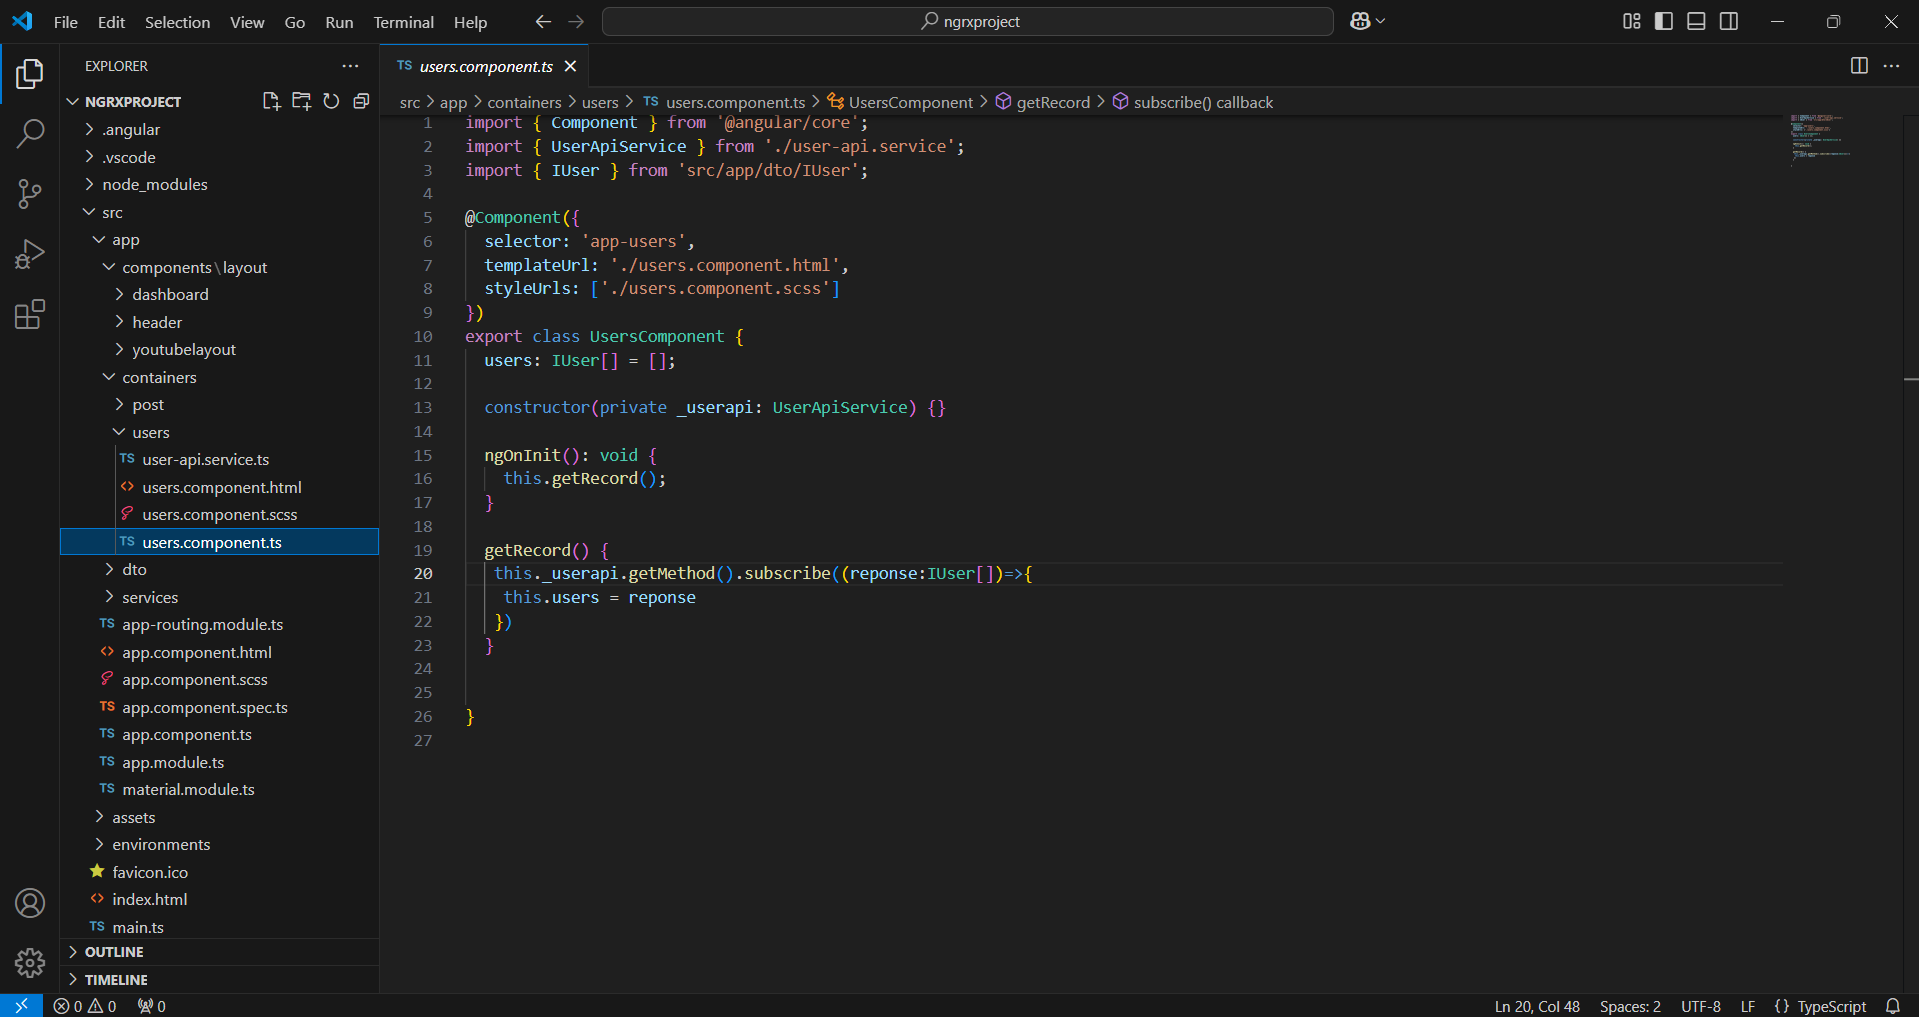 File Edit Selection View Go Run Terminal Help
ngrxproject
EXPLORER
NGRXPROJECT
.angular
.vscode
node_modules
src
app
components\layout
dashboard
header
youtubelayout
containers
post
users
user-api.service.ts
users.component.html
users.component.scss
users.component.ts
dto
services
app-routing.module.ts
app.component.html
app.component.scss
app.component.spec.ts
app.component.ts
app.module.ts
material.module.ts
assets
environments
favicon.ico
index.html
main.ts
OUTLINE
TIMELINE
TS users.component.ts
src > app > containers > users > TS users.component.ts > UsersComponent > getRecord > subscribe() callback
1 import { Component } from '@angular/core';
2 import { UserApiService } from './user-api.service';
3 import { IUser } from 'src/app/dto/IUser';
4
5 @Component({
6 selector: 'app-users',
7 templateUrl: './users.component.html',
8 styleUrls: ['./users.component.scss']
9 })
10 export class UsersComponent {
11 users: IUser[] = [];
12
13 constructor(private _userapi: UserApiService) {}
14
15 ngOnInit(): void {
16 this.getRecord();
17 }
18
19 getRecord() {
20 this._userapi.getMethod().subscribe((reponse:IUser[])=>{
21 this.users = reponse
22 })
23 }
24
25
26 }
27
0 0 0
Ln 20, Col 48 Spaces: 2 UTF-8 LF {} TypeScript